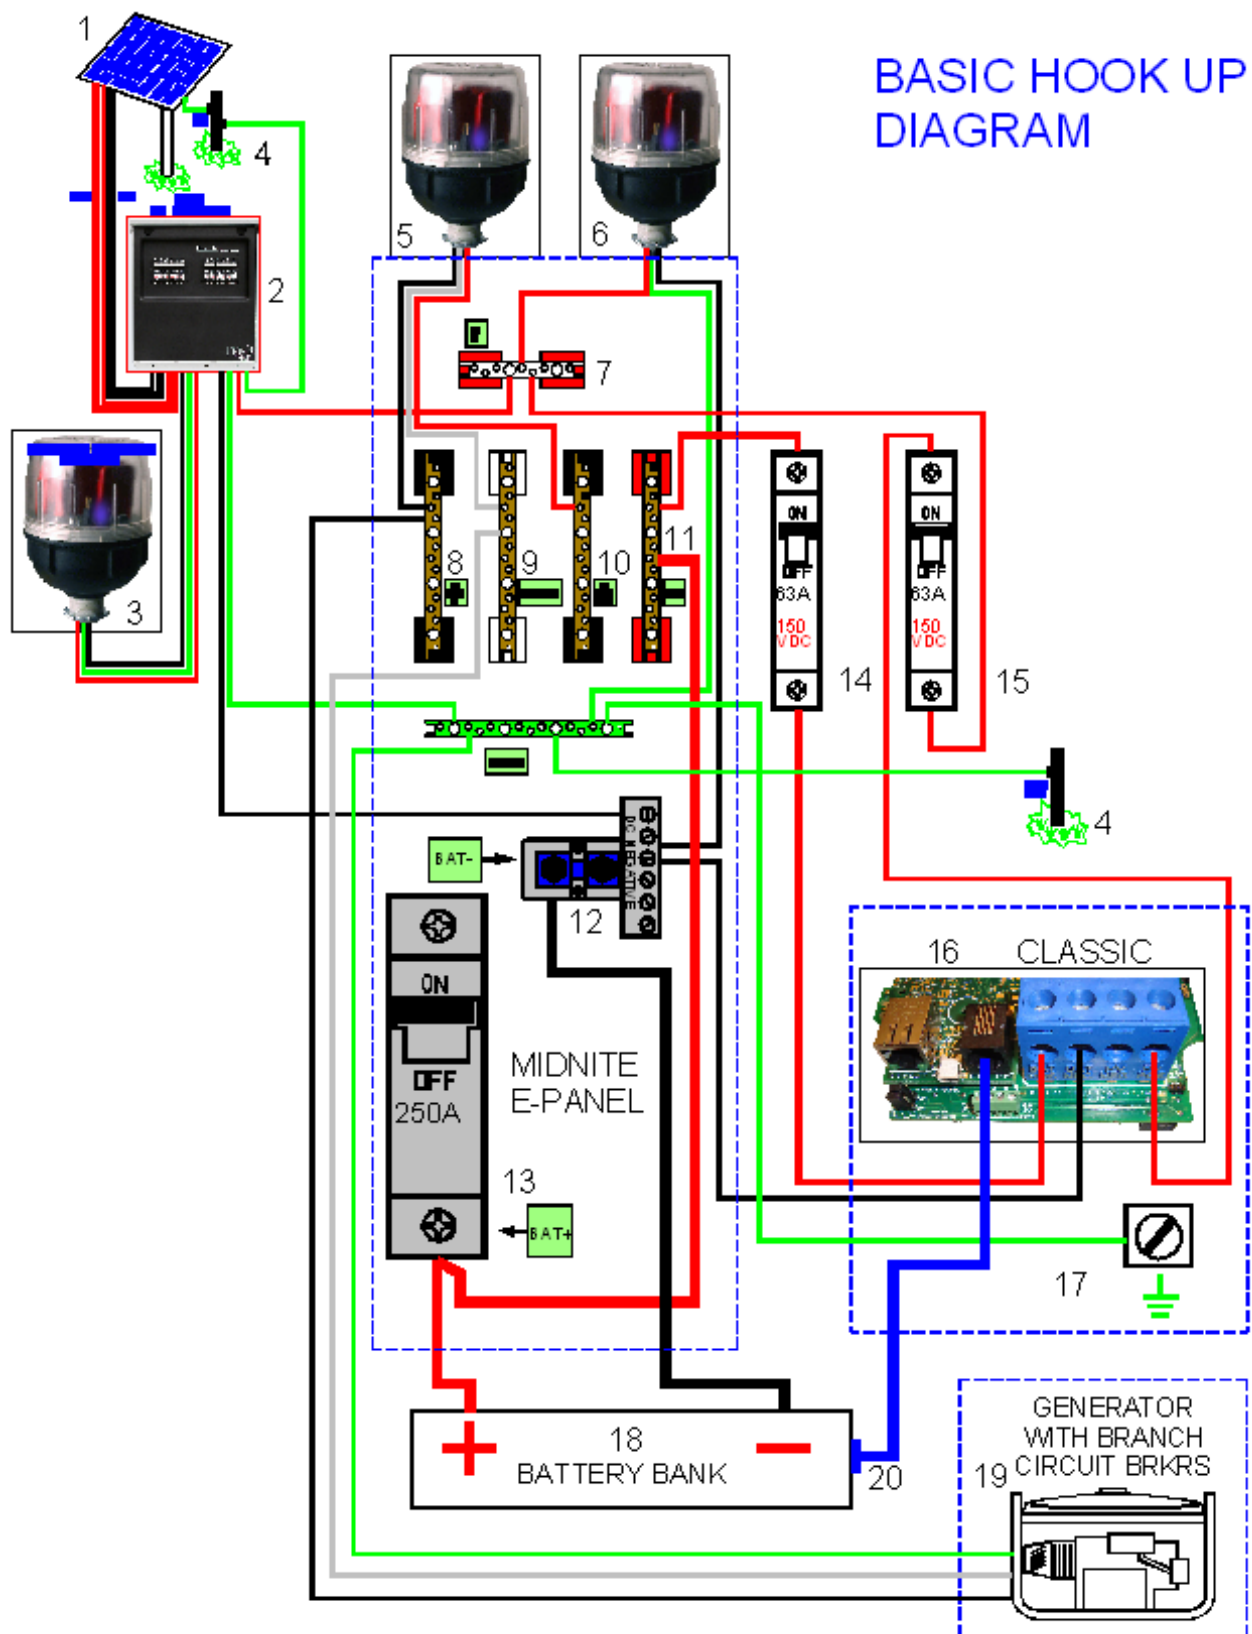 BASIC HOOK UP
DIAGRAM
1
4
5
6
2
7
3
8
9
10
11
ON
OFF
63A
150
VDC
14
ON
OFF
63A
150
VDC
15
4
BAT-
DC NEGATIVE
12
ON
OFF
250A
MIDNITE
E-PANEL
13
BAT+
16
CLASSIC
17
18
BATTERY BANK
20
GENERATOR
WITH BRANCH
CIRCUIT BRKRS
19